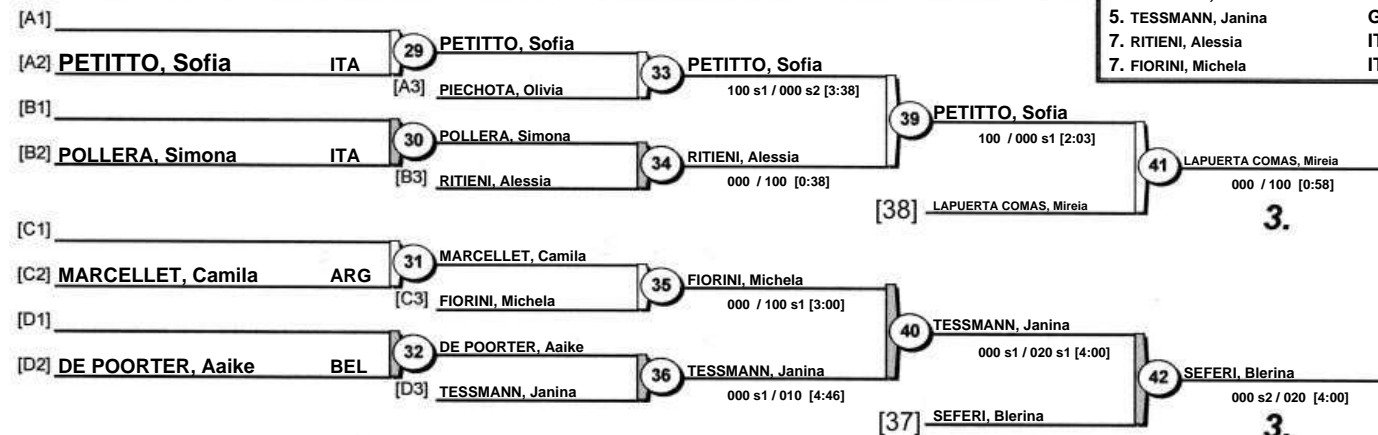 5. TESSMANN, Janina G
7. RITIENI, Alessia IT
7. FIORINI, Michela IT
[A1]
[A2] PETITTO, Sofia ITA
29
PETITTO, Sofia
[A3] PIECHOTA, Olivia
33
PETITTO, Sofia
100 s1 / 000 s2 [3:38]
[B1]
[B2] POLLERA, Simona ITA
30
POLLERA, Simona
[B3] RITIENI, Alessia
34
RITIENI, Alessia
000 / 100 [0:38]
39
PETITTO, Sofia
100 / 000 s1 [2:03]
[38] LAPUERTA COMAS, Mireia
41
LAPUERTA COMAS, Mireia
000 / 100 [0:58]
3.
[C1]
[C2] MARCELLET, Camila ARG
31
MARCELLET, Camila
[C3] FIORINI, Michela
35
FIORINI, Michela
000 / 100 s1 [3:00]
[D1]
[D2] DE POORTER, Aaike BEL
32
DE POORTER, Aaike
[D3] TESSMANN, Janina
36
TESSMANN, Janina
000 s1 / 010 [4:46]
40
TESSMANN, Janina
000 s1 / 020 s1 [4:00]
[37] SEFERI, Blerina
42
SEFERI, Blerina
000 s2 / 020 [4:00]
3.